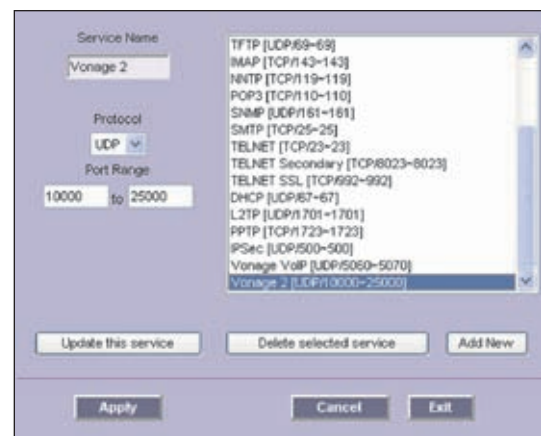 Service Name
Vonage 2
Protocol
UDP
Port Range
10000 to 25000
TFTP [UDP/69~69]
IMAP [TCP/143~143]
NNTP [TCP/119~119]
POP3 [TCP/110~110]
SNMP [UDP/161~161]
SMTP [TCP/25~25]
TELNET [TCP/23~23]
TELNET Secondary [TCP/8023~8023]
TELNET SSL [TCP/992~992]
DHCP [UDP/67~67]
L2TP [UDP/1701~1701]
PPTP [TCP/1723~1723]
IPSec [UDP/500~500]
Vonage VoIP [UDP/5060~5070]
Vonage 2 [UDP/10000~25000]
Update this service
Delete selected service
Add New
Apply
Cancel
Exit